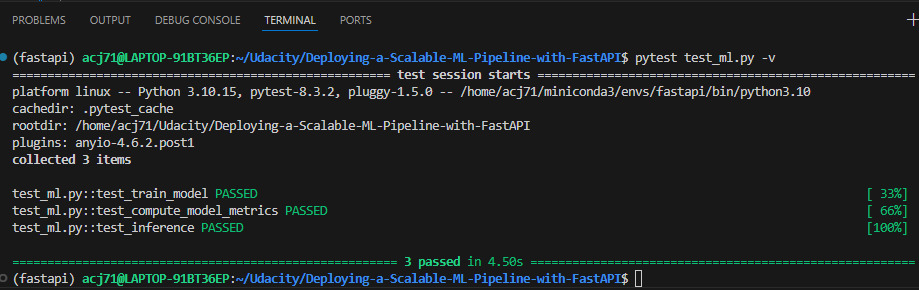 PROBLEMS OUTPUT DEBUG CONSOLE TERMINAL PORTS
(fastapi) acj71@LAPTOP-91BT36EP:~/Udacity/Deploying-a-Scalable-ML-Pipeline-with-FastAPI$ pytest test_ml.py -v
=================================================== test session starts ===================================================
platform linux -- Python 3.10.15, pytest-8.3.2, pluggy-1.5.0 -- /home/acj71/miniconda3/envs/fastapi/bin/python3.10
cachedir: .pytest_cache
rootdir: /home/acj71/Udacity/Deploying-a-Scalable-ML-Pipeline-with-FastAPI
plugins: anyio-4.6.2.post1
collected 3 items
test_ml.py::test_train_model PASSED [ 33%]
test_ml.py::test_compute_model_metrics PASSED [ 66%]
test_ml.py::test_inference PASSED [100%]
==================================================== 3 passed in 4.50s ====================================================
(fastapi) acj71@LAPTOP-91BT36EP:~/Udacity/Deploying-a-Scalable-ML-Pipeline-with-FastAPI$